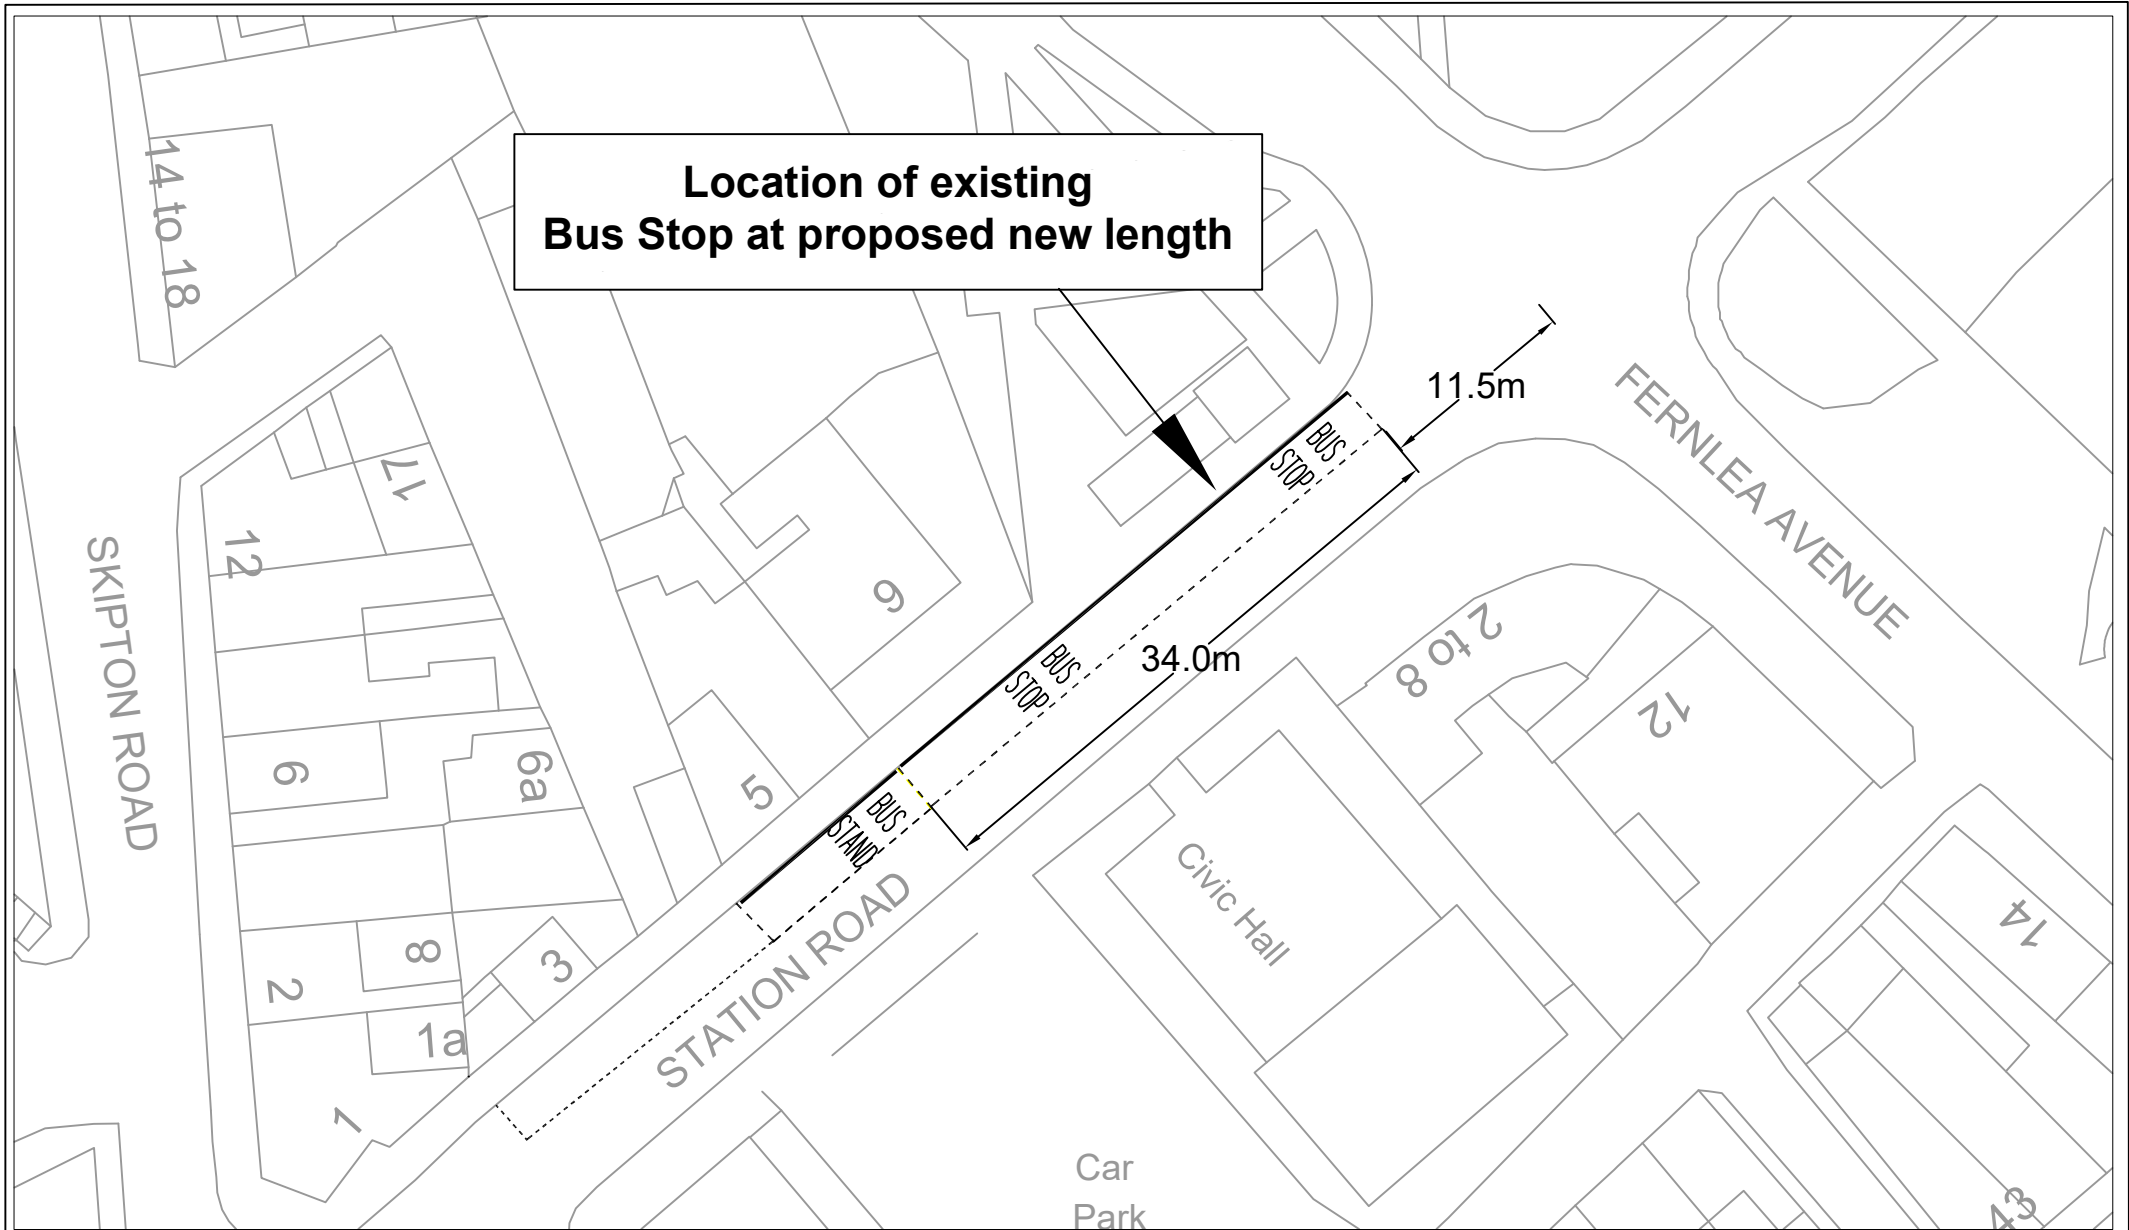 Location of existing
Bus Stop at proposed new length
14 to 18
11.5m
FERNLEA AVENUE
BUS
STOP
17
12
SKIPTON ROAD
9
2 to 8
BUS
STOP
34.0m
12
6
6a
5
BUS
STAND
Civic Hall
STATION ROAD
14
8
3
2
1a
1
Car
Park
43